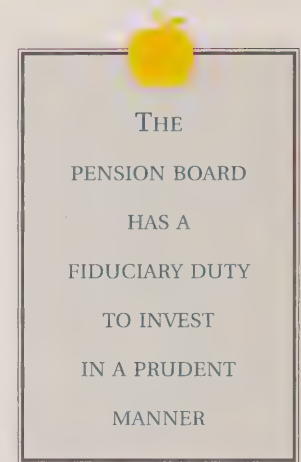 THE
PENSION BOARD
HAS A
FIDUCIARY DUTY
TO INVEST
IN A PRUDENT
MANNER